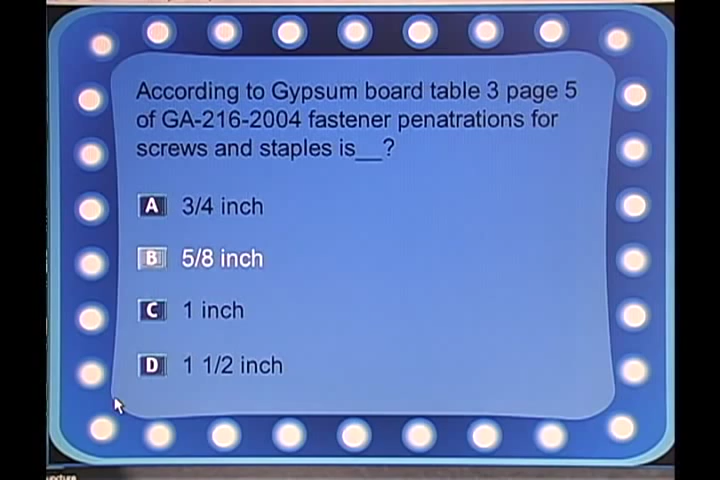 According to Gypsum board table 3 page 5
of GA-216-2004 fastener penatrations for
screws and staples is__?
A 3/4 inch
B 5/8 inch
C 1 inch
D 1 1/2 inch